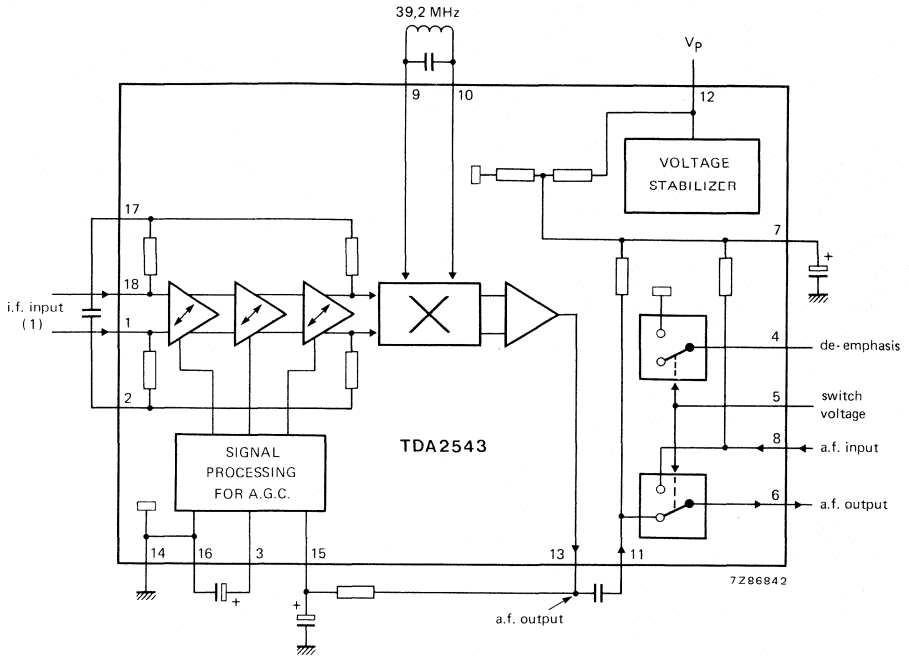 39,2 MHz
9
10
Vp
12
VOLTAGE
STABILIZER
17
7
+
18
i.f. input
(1)
1
4
de-emphasis
2
5
switch
voltage
TDA2543
8
a.f. input
SIGNAL
PROCESSING
FOR A.G.C.
6
a.f. output
14
16
3
15
13
11
7Z86842
+
+
a.f. output